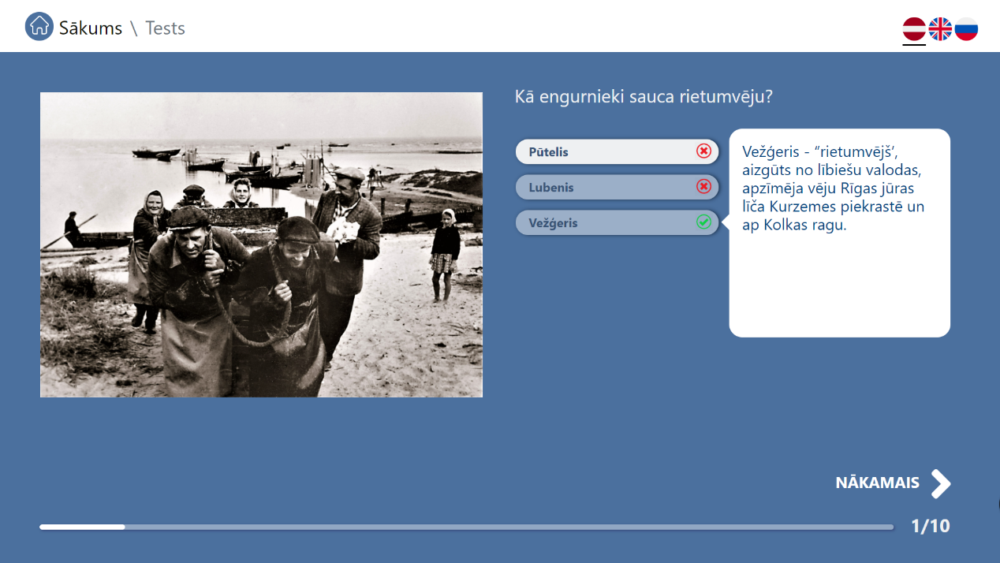 Sākums \ Tests
Kā engurnieki sauca rietumvēju?
Pūtelis
Lubenis
Vežģeris
Vežģeris - “rietumvējš’,
aizgūts no lībiešu valodas,
apzīmēja vēju Rīgas jūras
līča Kurzemes piekrastē un
ap Kolkas ragu.
NĀKAMAIS
1/10